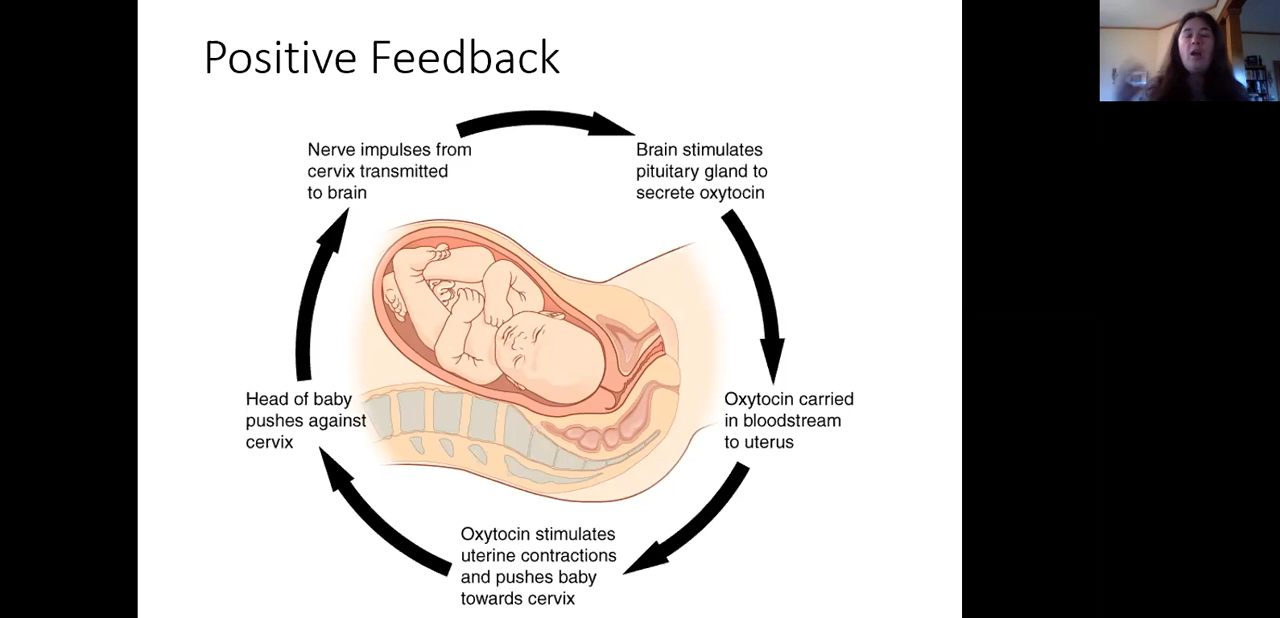 Positive Feedback
Nerve impulses from
cervix transmitted
to brain
Brain stimulates
pituitary gland to
secrete oxytocin
Oxytocin carried
in bloodstream
to uterus
Oxytocin stimulates
uterine contractions
and pushes baby
towards cervix
Head of baby
pushes against
cervix